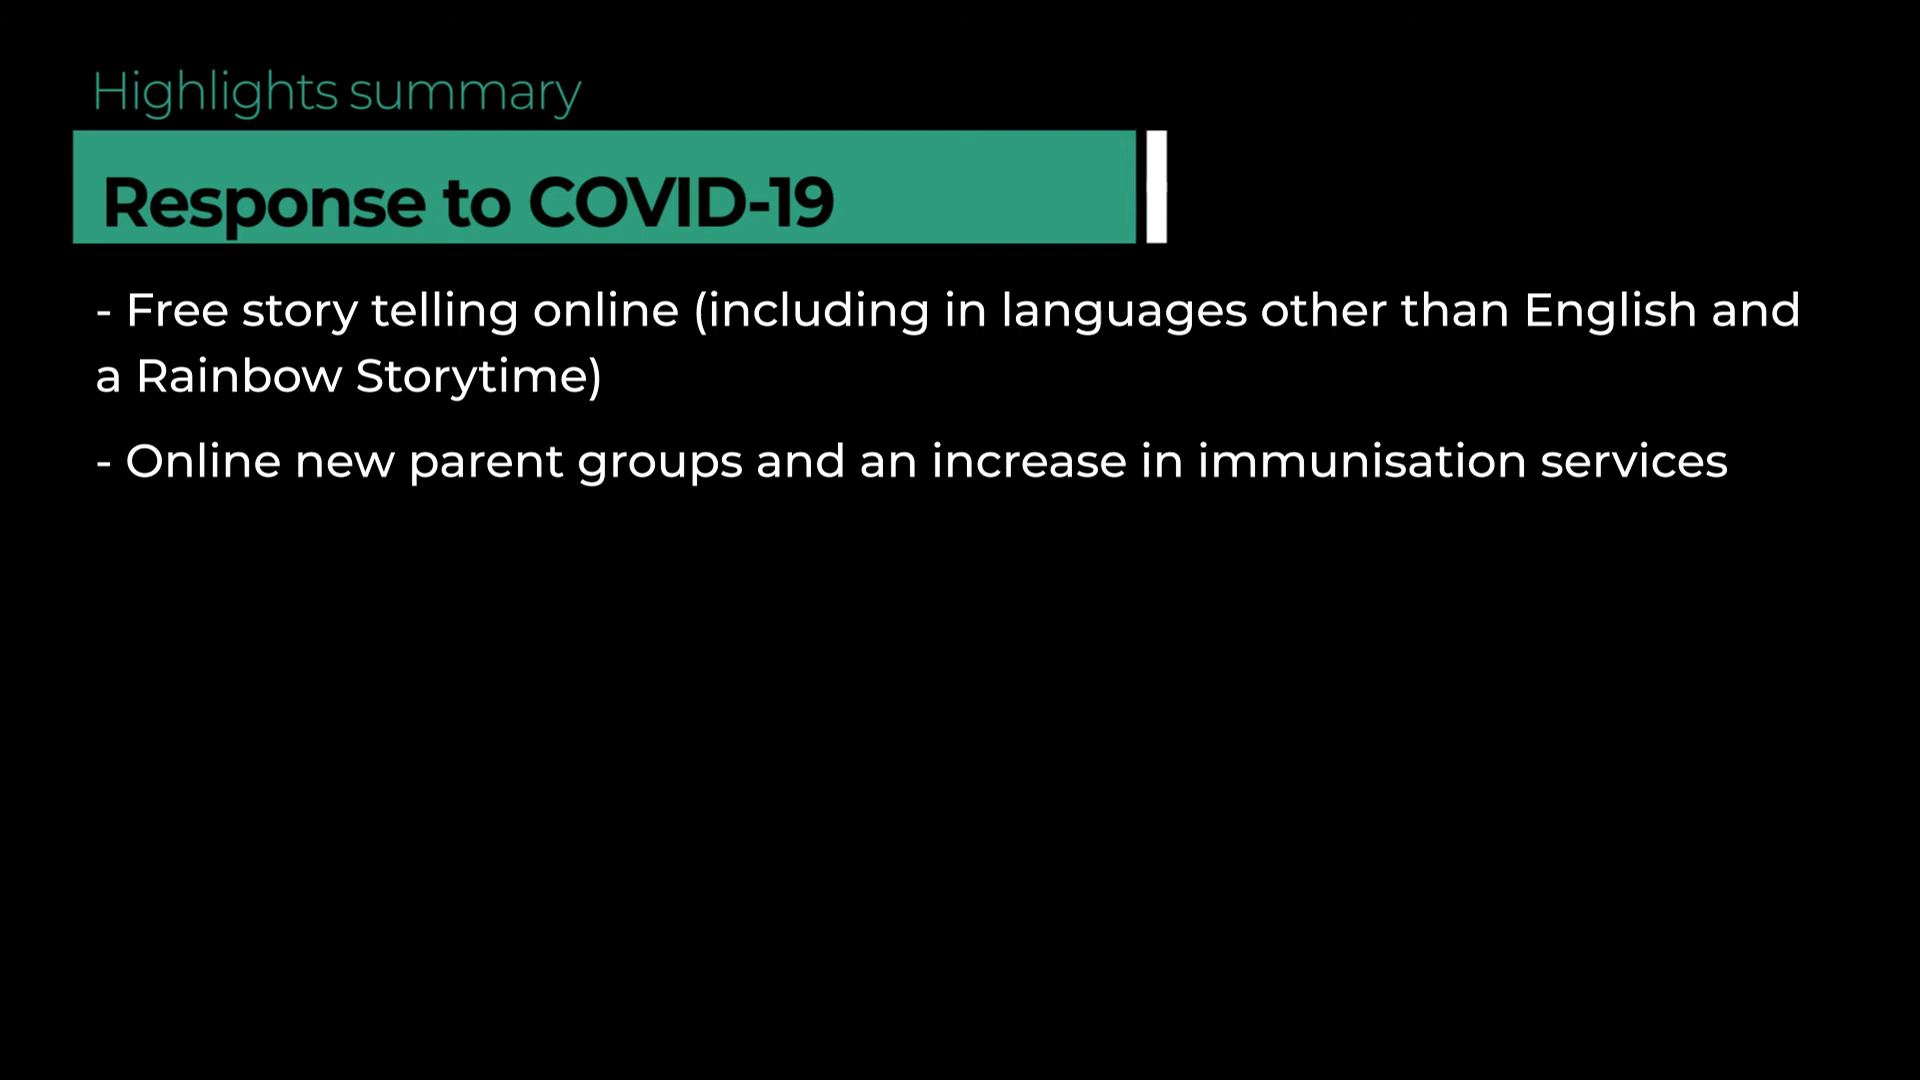 Highlights summary
Response to COVID-19
- Free story telling online (including in languages other than English and
a Rainbow Storytime)
- Online new parent groups and an increase in immunisation services